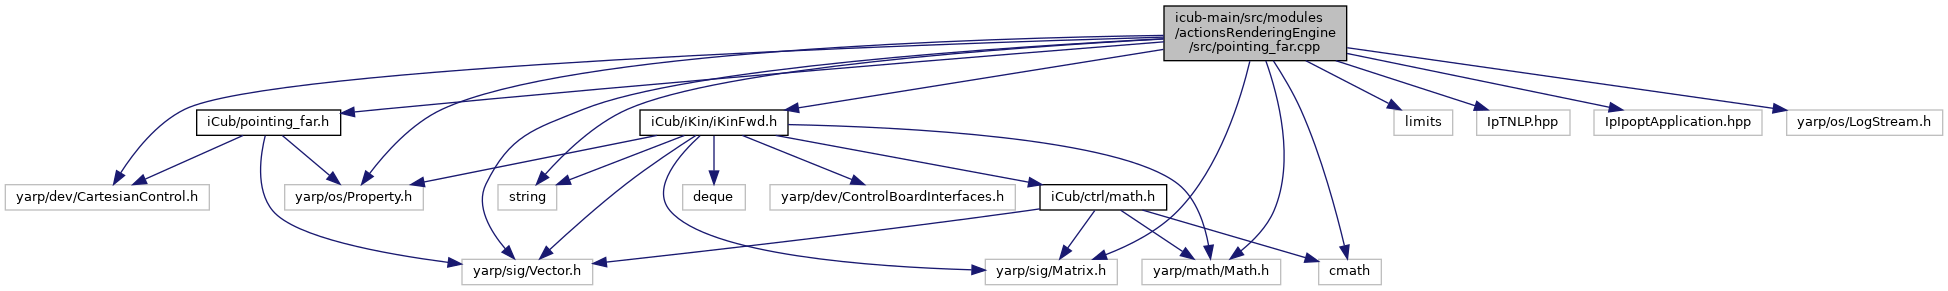 icub-main/src/modules
/actionsRenderingEngine
/src/pointing_far.cpp
iCub/pointing_far.h
iCub/iKin/iKinFwd.h
limits
IpTNLP.hpp
IpIpoptApplication.hpp
yarp/os/LogStream.h
yarp/dev/CartesianControl.h
yarp/os/Property.h
string
deque
yarp/dev/ControlBoardInterfaces.h
iCub/ctrl/math.h
yarp/sig/Vector.h
yarp/sig/Matrix.h
yarp/math/Math.h
cmath